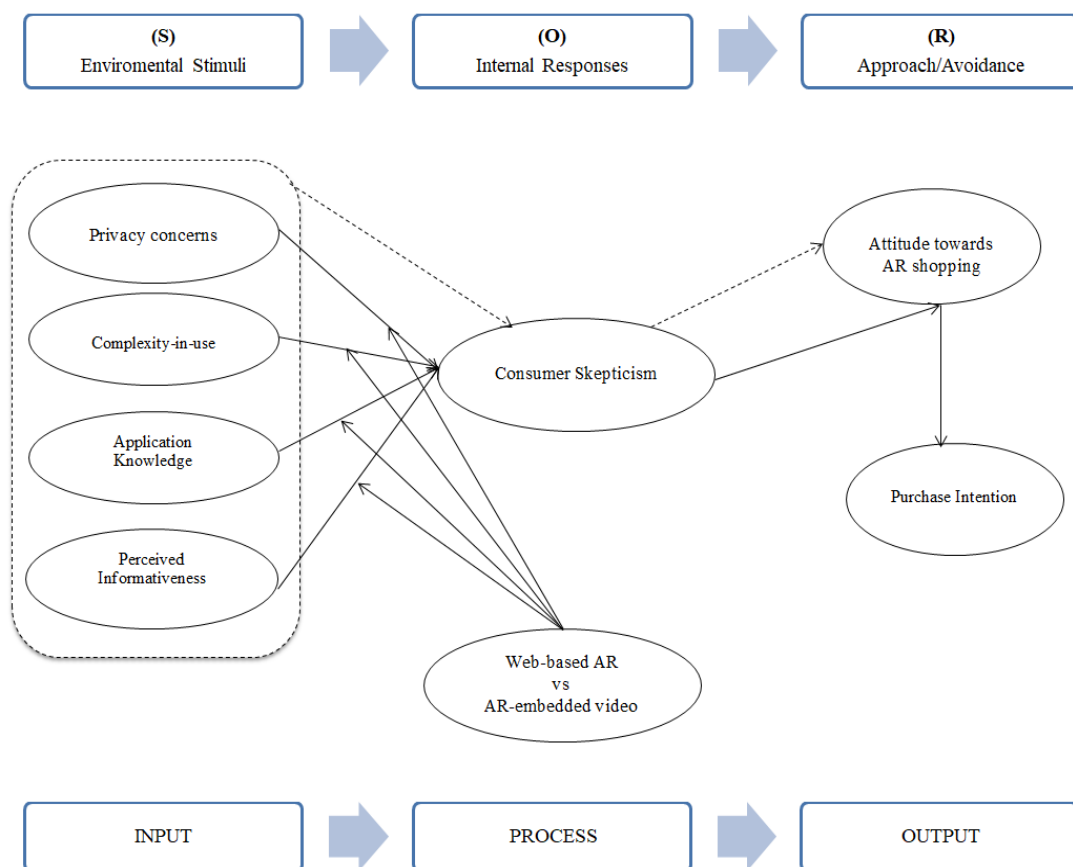 (S)
Enviromental Stimuli
(O)
Internal Responses
(R)
Approach/Avoidance
Privacy concerns
Complexity-in-use
Application
Knowledge
Perceived
Informativeness
Consumer Skepticism
Web-based AR
vs
AR-embedded video
Attitude towards
AR shopping
Purchase Intention
INPUT
PROCESS
OUTPUT